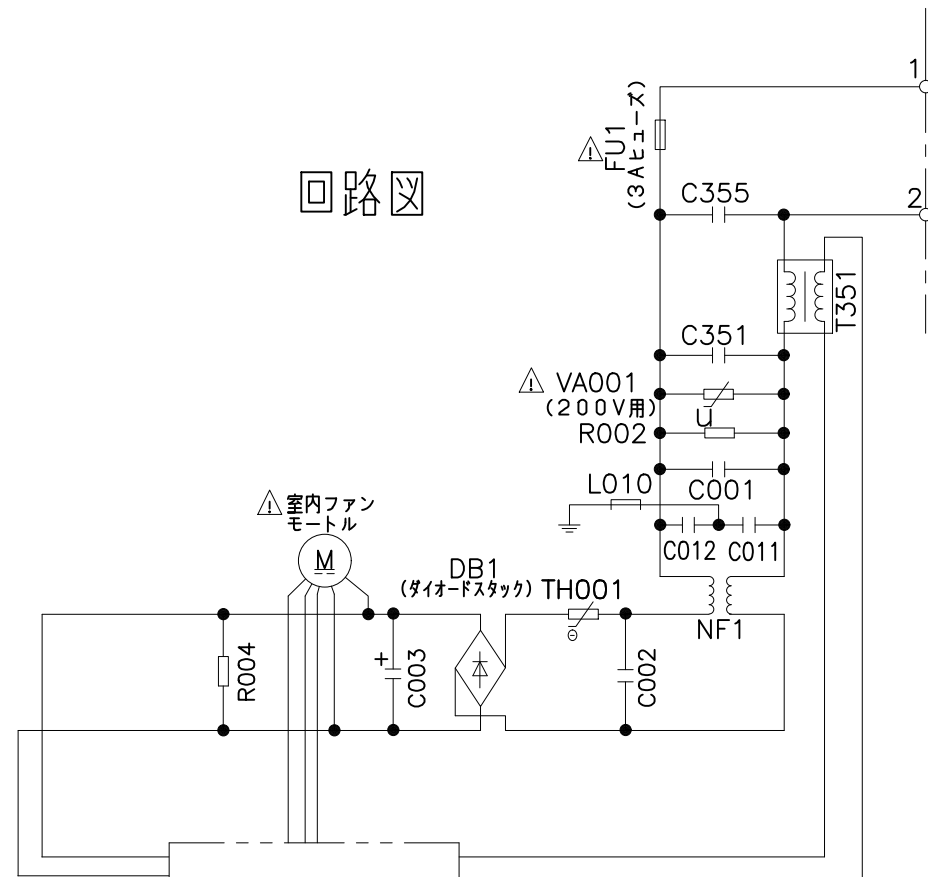 1
FU1
(3Aヒューズ)
回路図
C355
2
T351
C351
VA001
(200V用)
U
R002
L010
C001
室内ファン
モートル
C012
C011
M
DB1
(ダイオードスタック)
TH001
NF1
R004
+
C003
C002